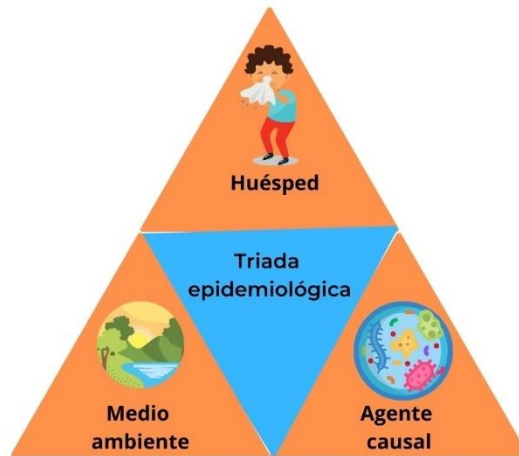 Huésped
Triada
epidemiológica
Medio
ambiente
Agente
causal